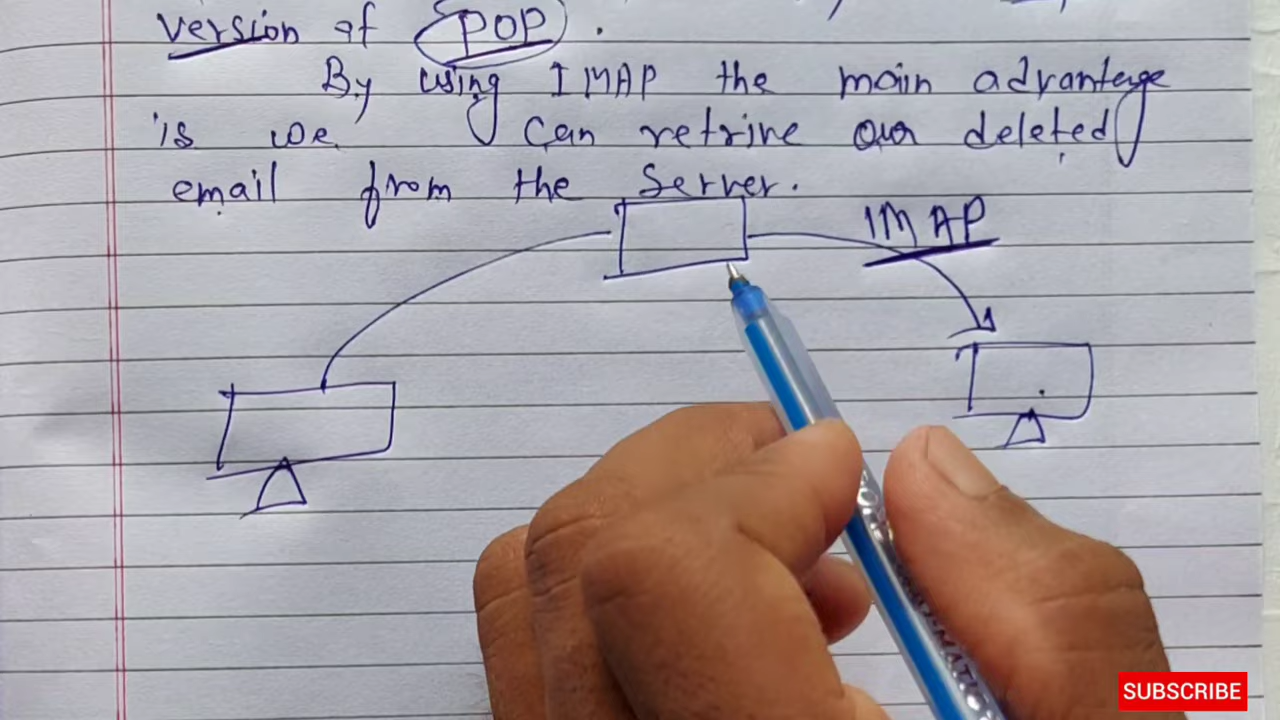 version of POP.
By using IMAP the main advantage
is we can retrive our deleted
email from the Server.
IMAP
SUBSCRIBE